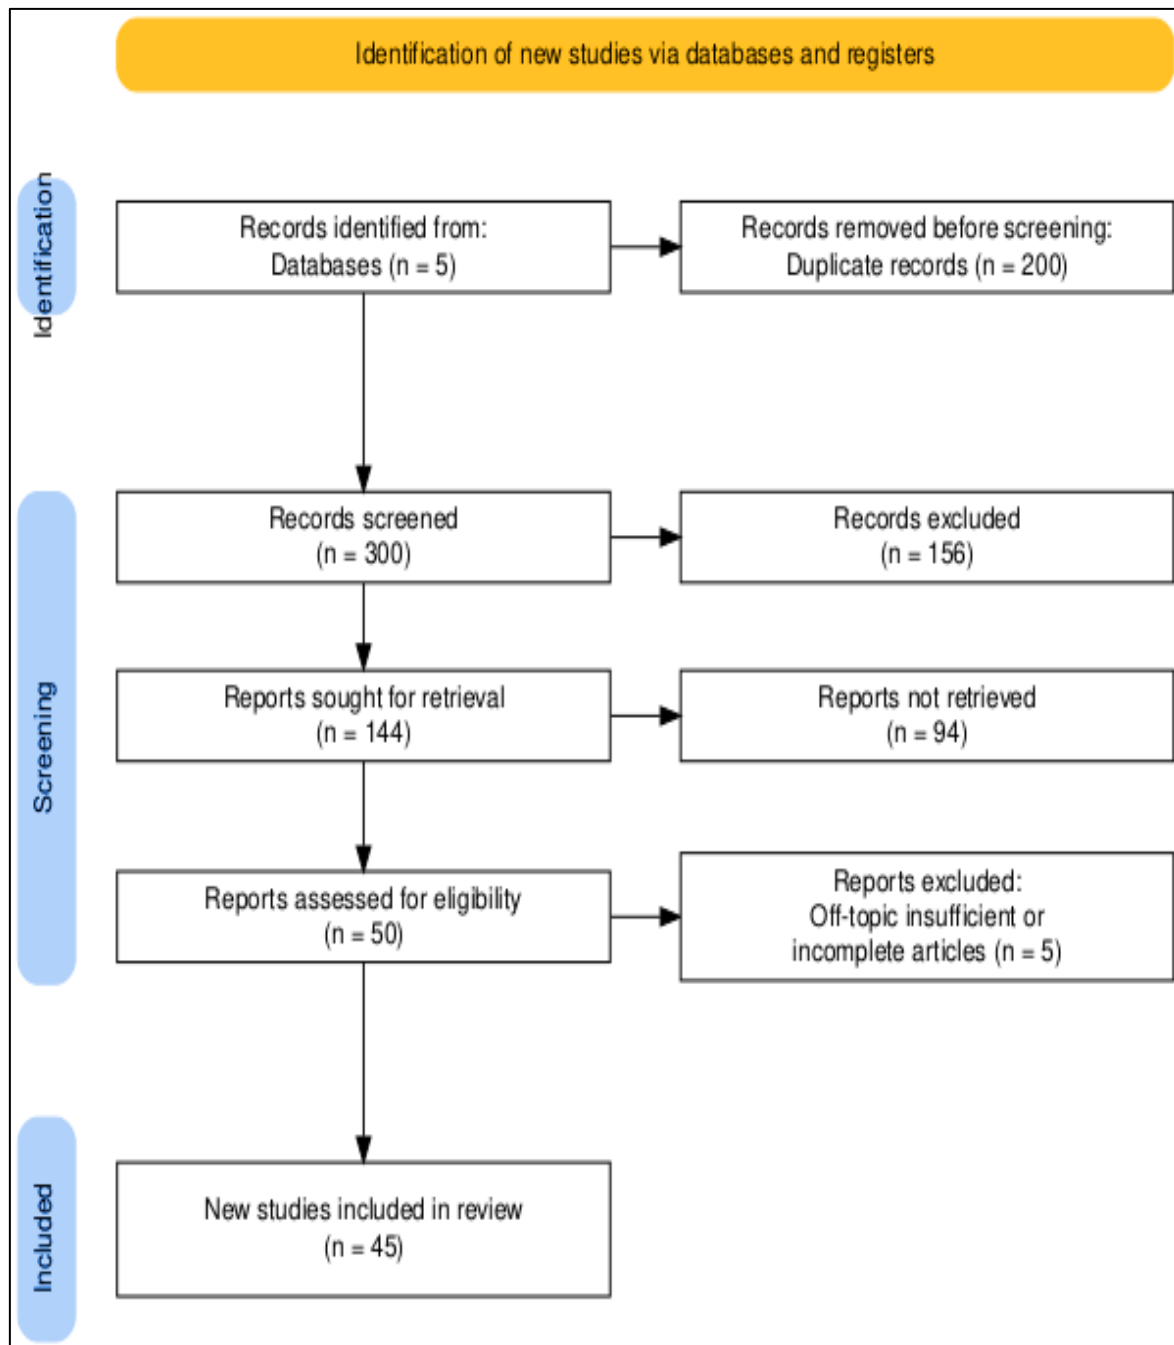 Identification of new studies via databases and registers
Identification
Records identified from:
Databases (n = 5)
Records removed before screening:
Duplicate records (n = 200)
Screening
Records screened
(n = 300)
Records excluded
(n = 156)
Reports sought for retrieval
(n = 144)
Reports not retrieved
(n = 94)
Reports assessed for eligibility
(n = 50)
Reports excluded:
Off-topic insufficient or
incomplete articles (n = 5)
Included
New studies included in review
(n = 45)